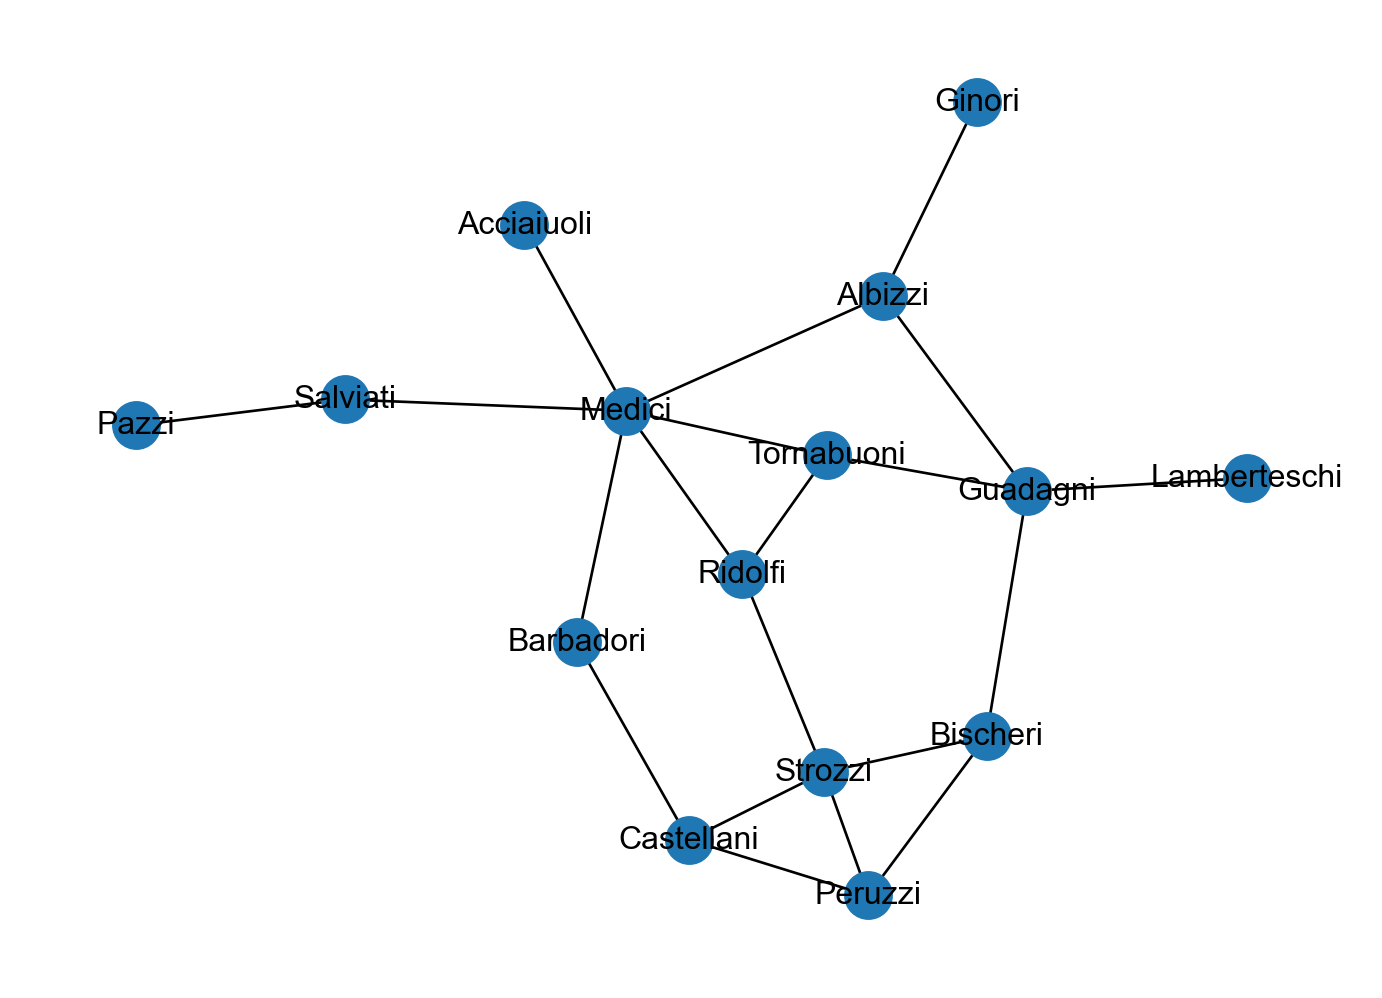 Ginori
Acciaiuoli
Albizzi
Salviati
Medici
Pazzi
Tornabuoni
Lamberteschi
Guadagni
Ridolfi
Barbadori
Bischeri
Strozzi
Castellani
Peruzzi